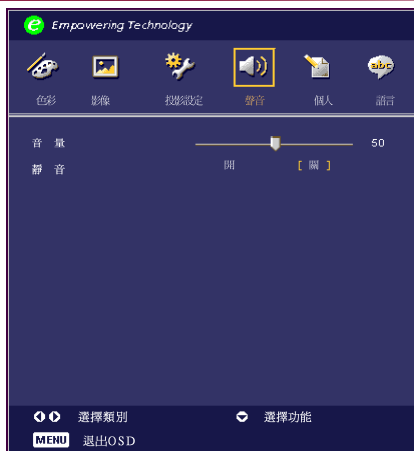 e Empowering Technology
abc
色彩 影像 投影設定 聲音 個人 語言
音量 50
靜音 開 [ 關 ]
選擇類別 選擇功能
MENU 退出OSD